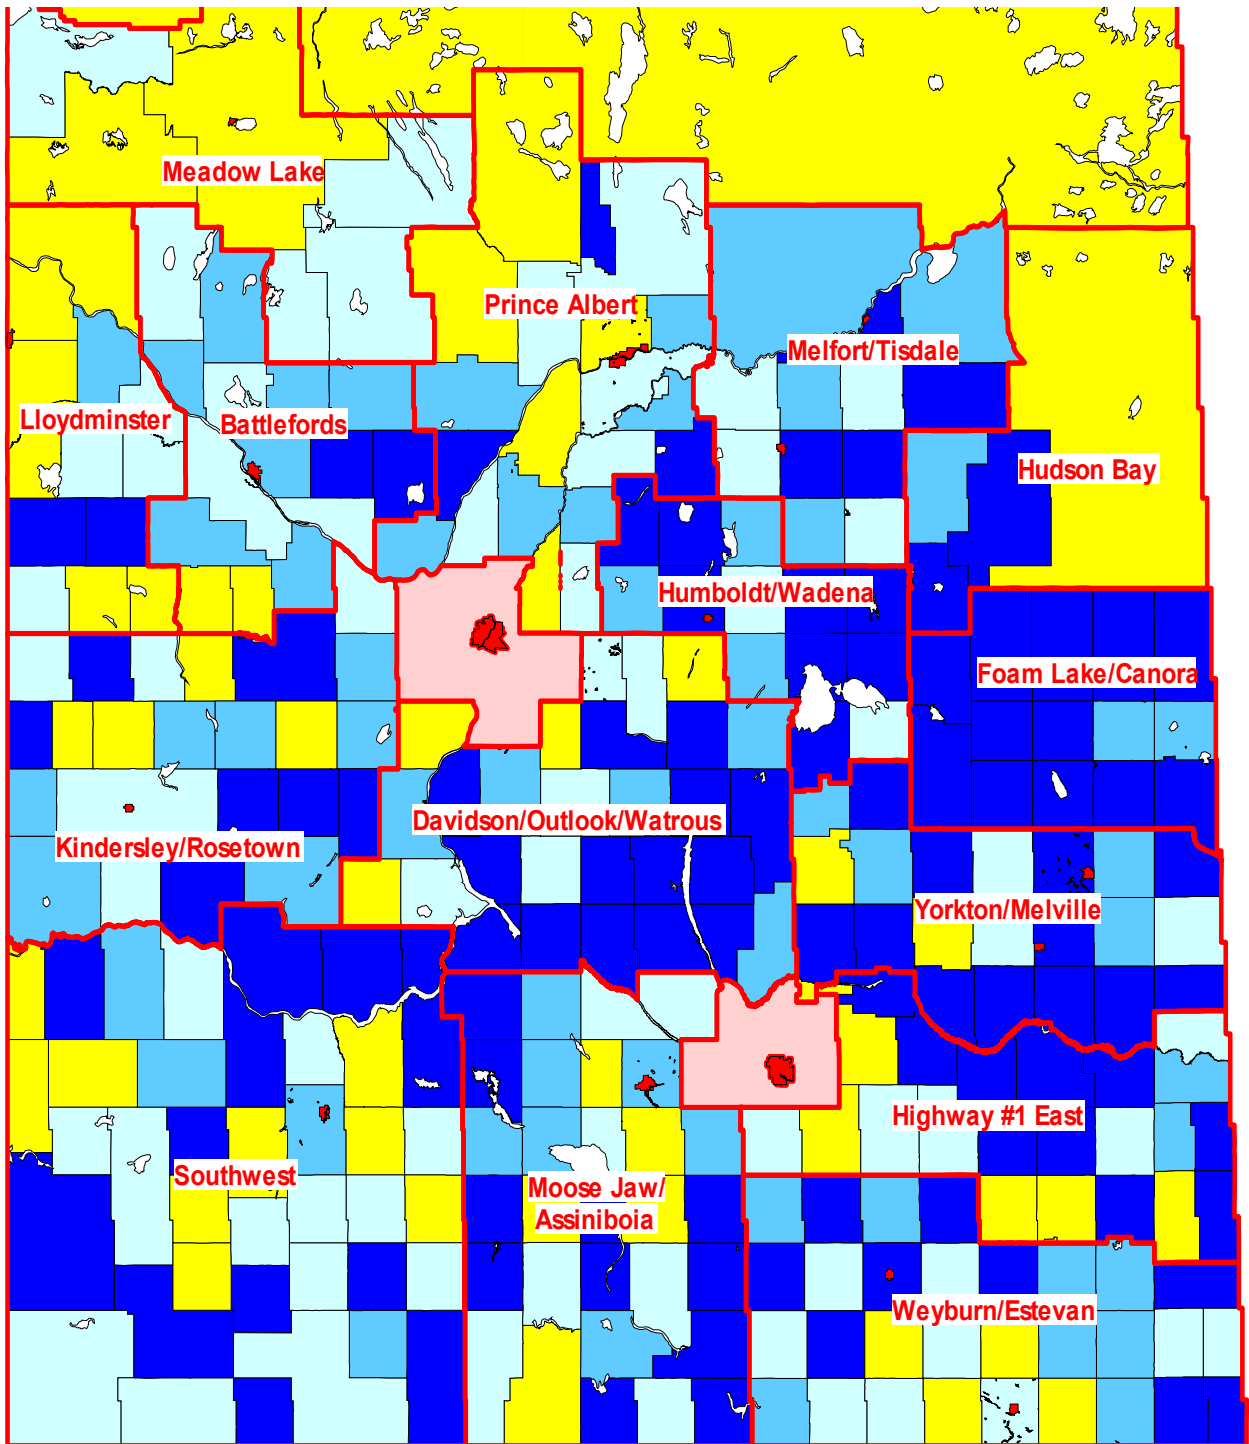 Meadow Lake
Prince Albert
Melfort/Tisdale
Lloydminster
Battlefords
Hudson Bay
Humboldt/Wadena
Foam Lake/Canora
Davidson/Outlook/Watrous
Kindersley/Rosetown
Yorkton/Melville
Highway #1 East
Southwest
Moose Jaw/
Assiniboia
Weyburn/Estevan